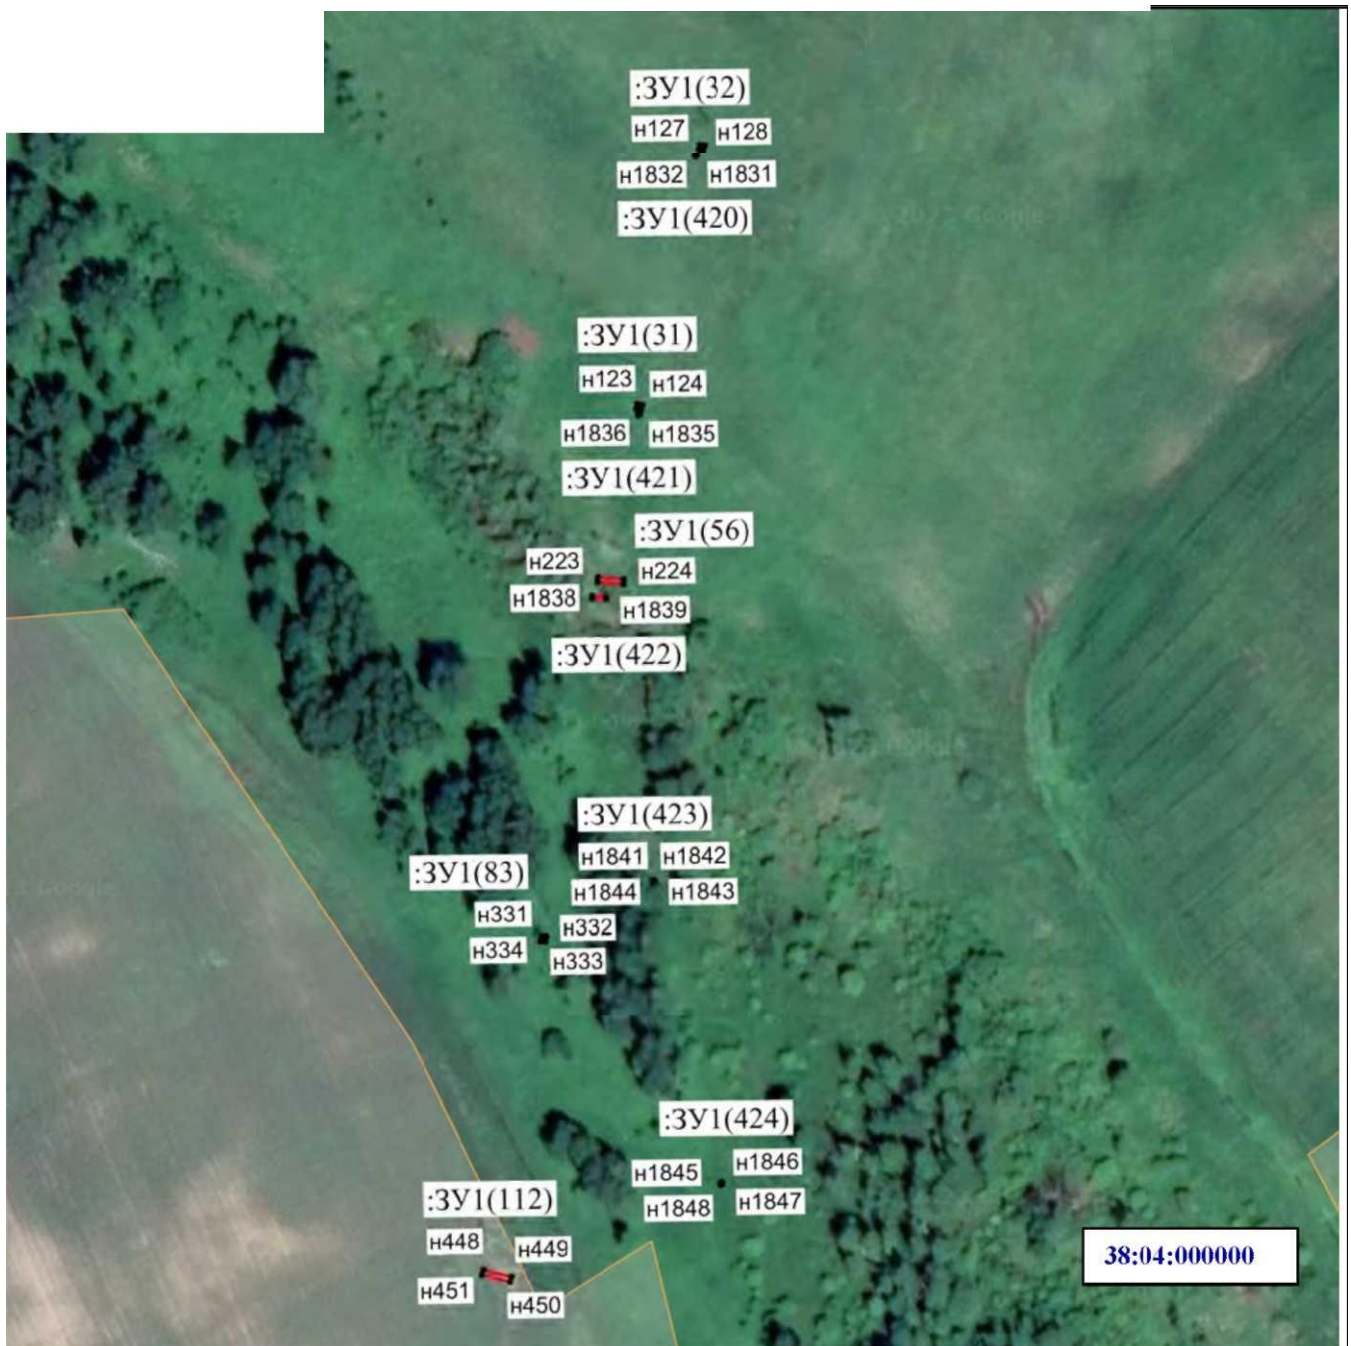 :ЗУ1(32)
н127 н128
н1832 н1831
:ЗУ1(420)
:ЗУ1(31)
н123 н124
н1836 н1835
:ЗУ1(421)
:ЗУ1(56)
н223 н224
н1838 н1839
:ЗУ1(422)
:ЗУ1(423)
н1841 н1842
н1844 н1843
:ЗУ1(83)
н331 н332
н334 н333
:ЗУ1(424)
н1845 н1846
н1848 н1847
:ЗУ1(112)
н448 н449
н451 н450
38:04:000000